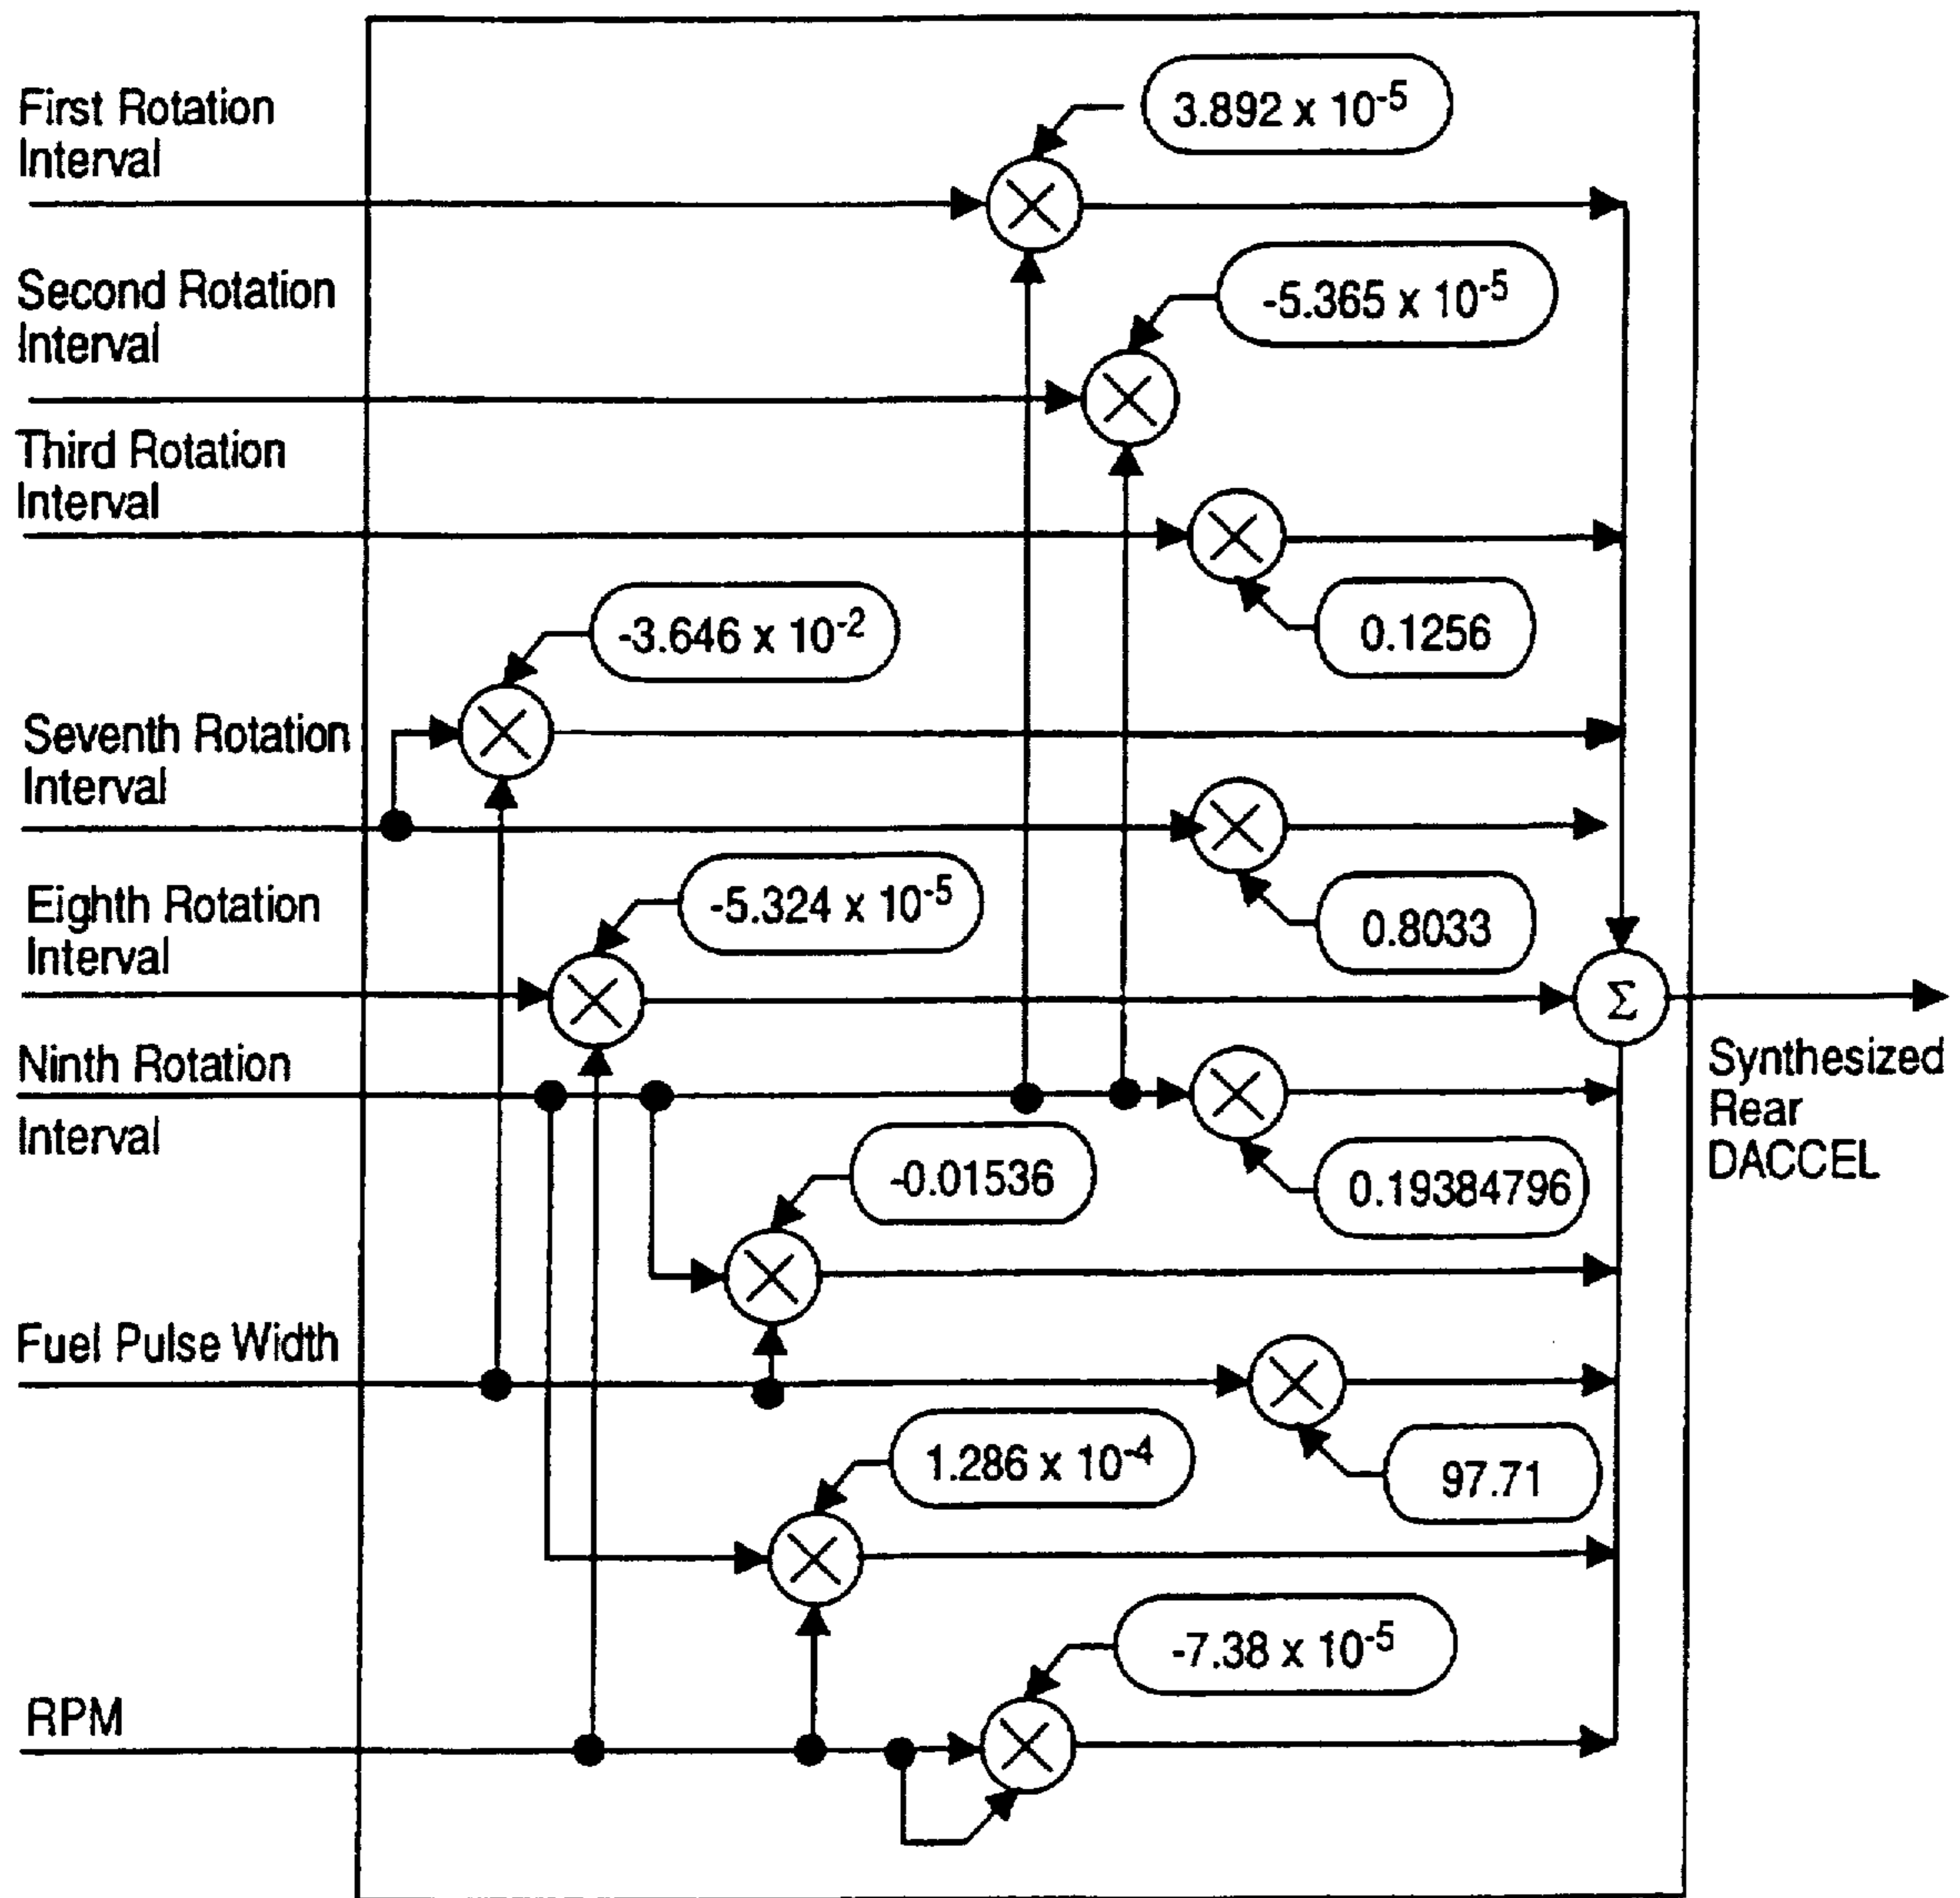 First Rotation
Interval
3.892 x 10⁻⁵
Second Rotation
Interval
-5.365 x 10⁻⁵
Third Rotation
Interval
0.1256
-3.646 x 10⁻²
Seventh Rotation
Interval
0.8033
Eighth Rotation
Interval
-5.324 x 10⁻⁵
Σ
Synthesized
Rear
DACCEL
Ninth Rotation
Interval
0.19384796
-0.01536
Fuel Pulse Width
97.71
1.286 x 10⁻⁴
-7.38 x 10⁻⁵
RPM